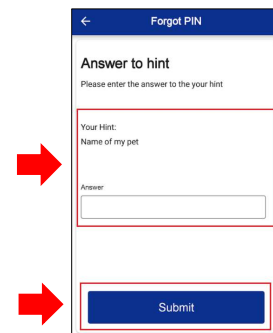 Forgot PIN
Answer to hint
Please enter the answer to the your hint
Your Hint:
Name of my pet
Answer
Submit